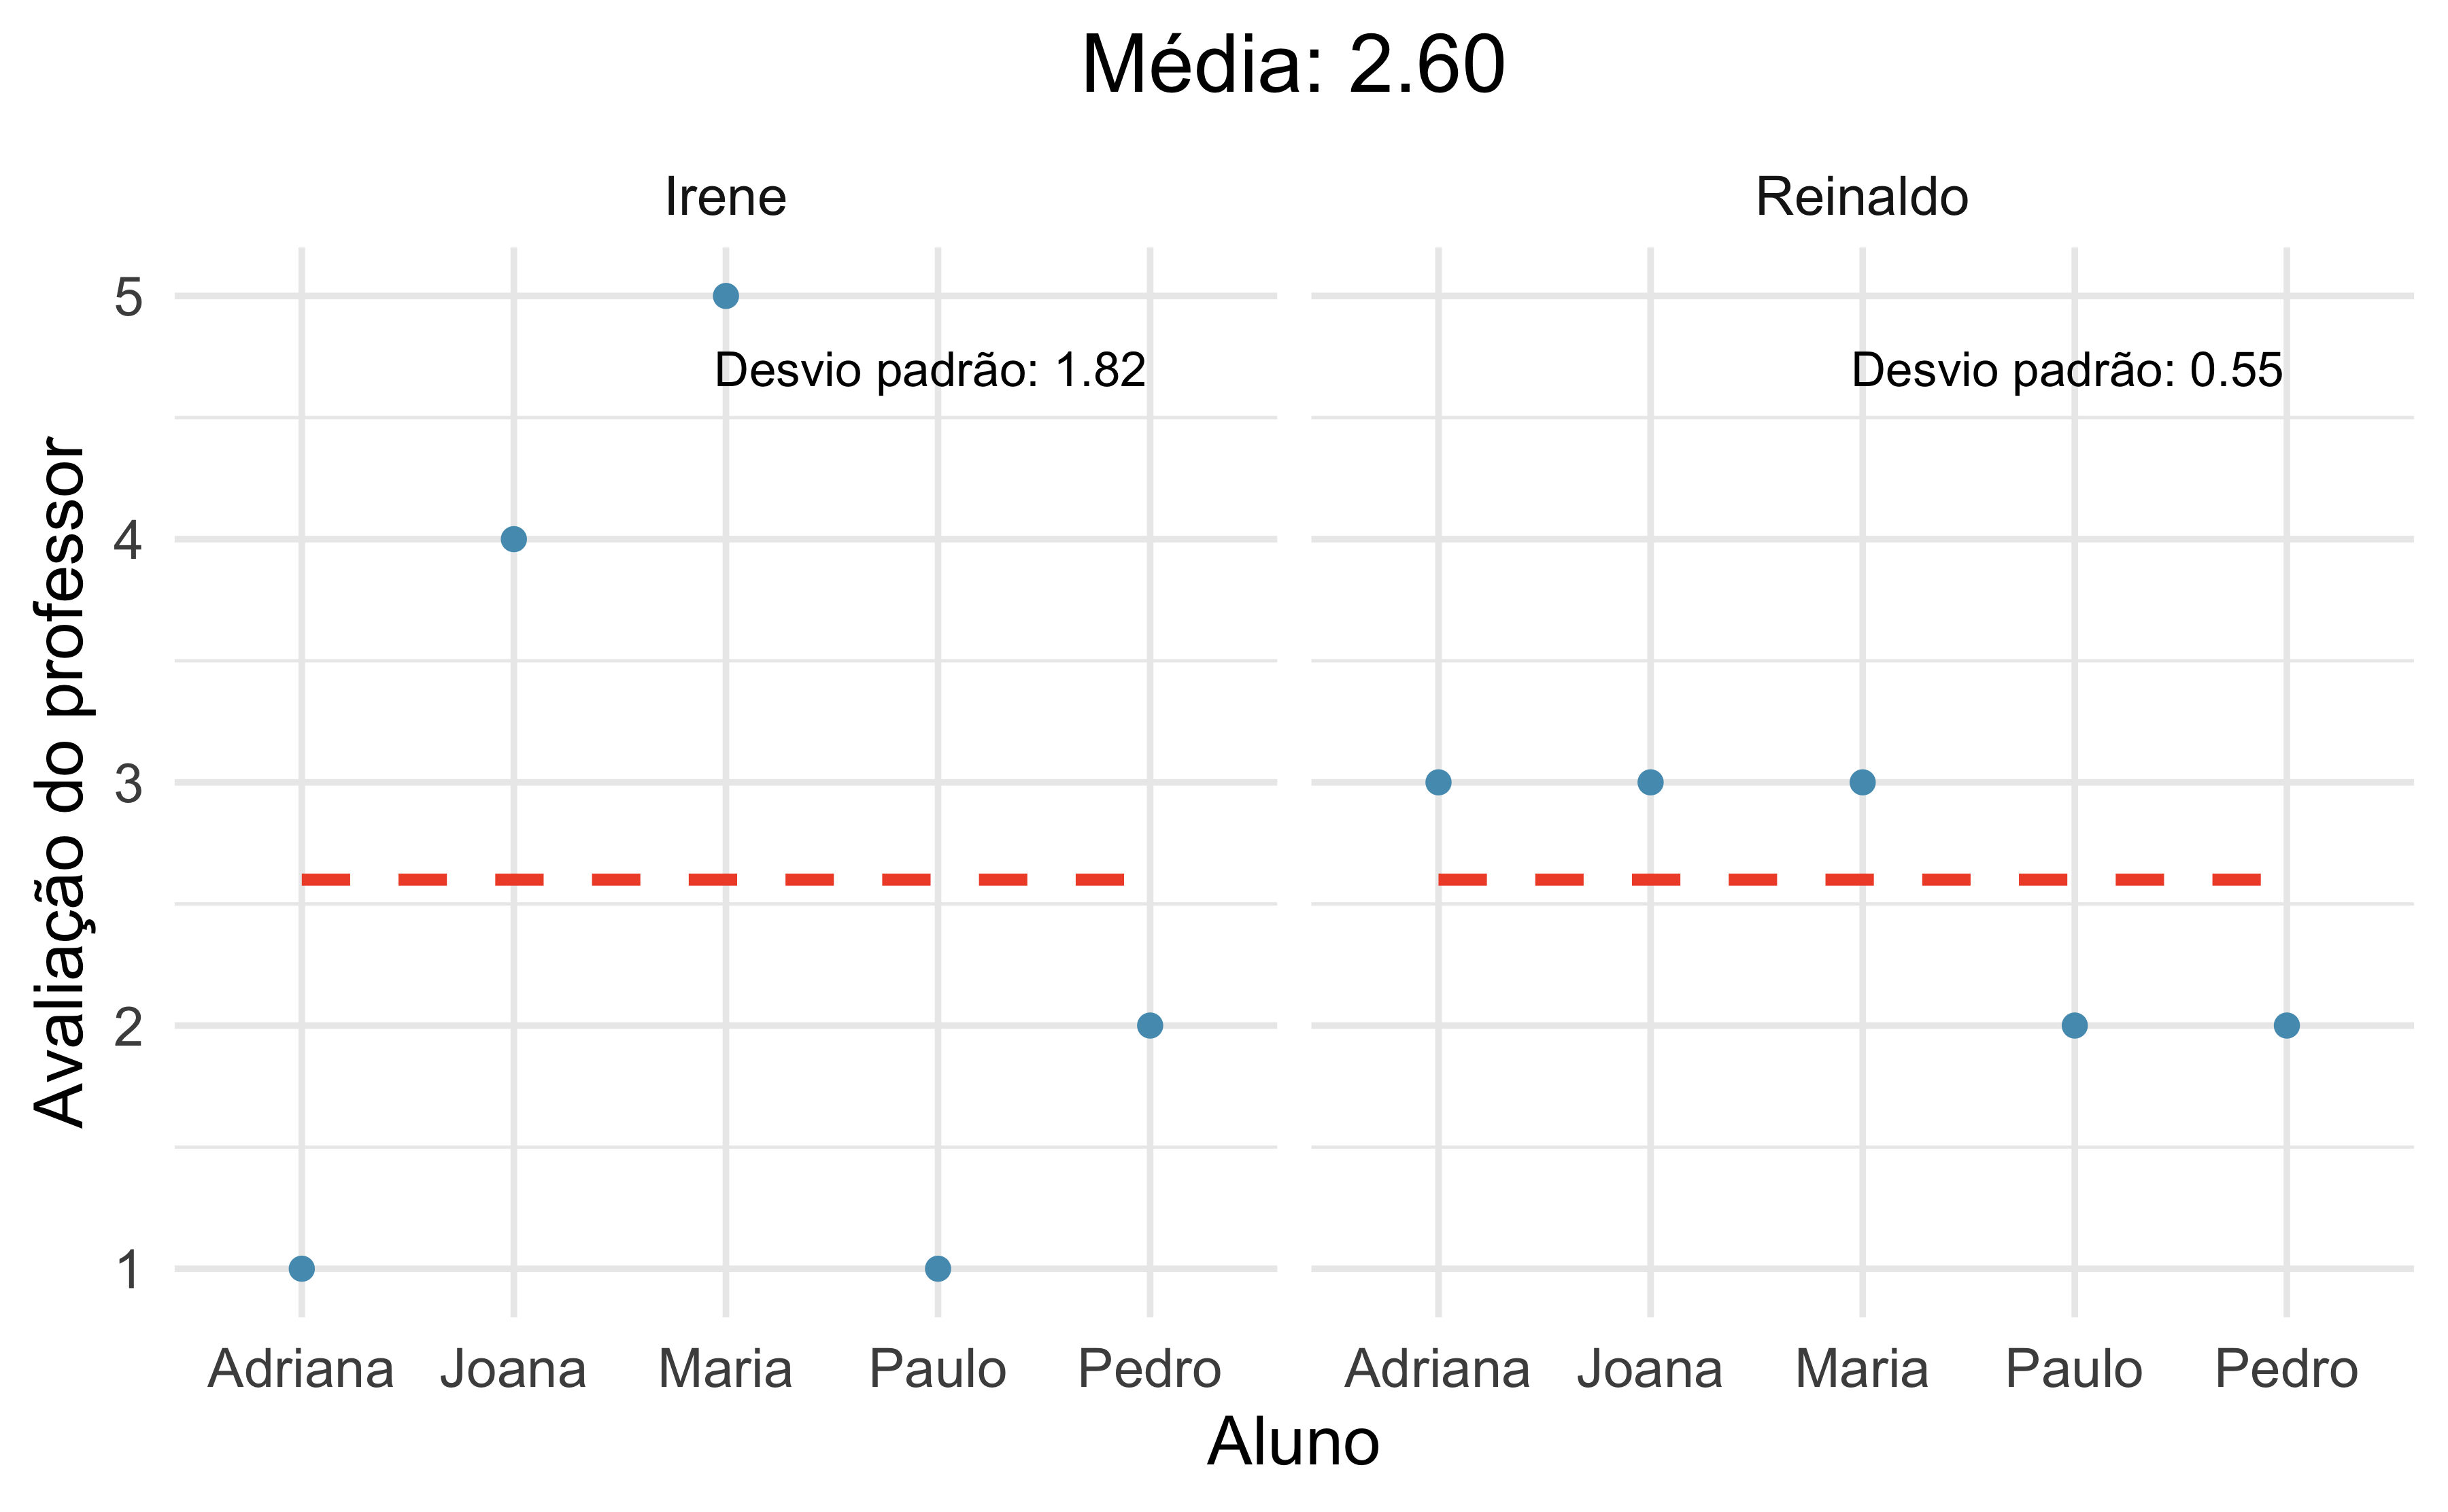 Média: 2.60
Irene
Reinaldo
Avaliação do professor
5
4
3
2
1
Desvio padrão: 1.82
Desvio padrão: 0.55
Adriana Joana Maria Paulo Pedro
Adriana Joana Maria Paulo Pedro
Aluno